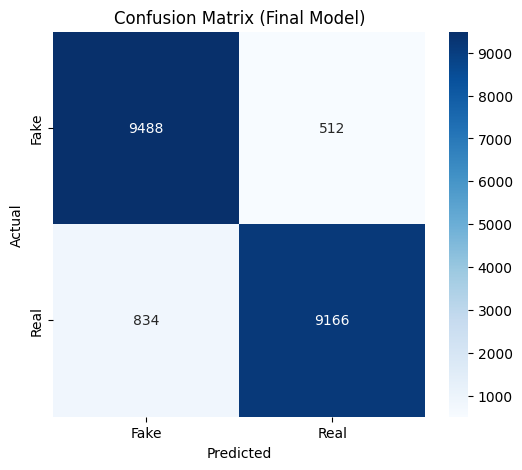 Confusion Matrix (Final Model)
Fake
9488
512
Real
834
9166
Actual
Fake
Real
Predicted
9000
8000
7000
6000
5000
4000
3000
2000
1000